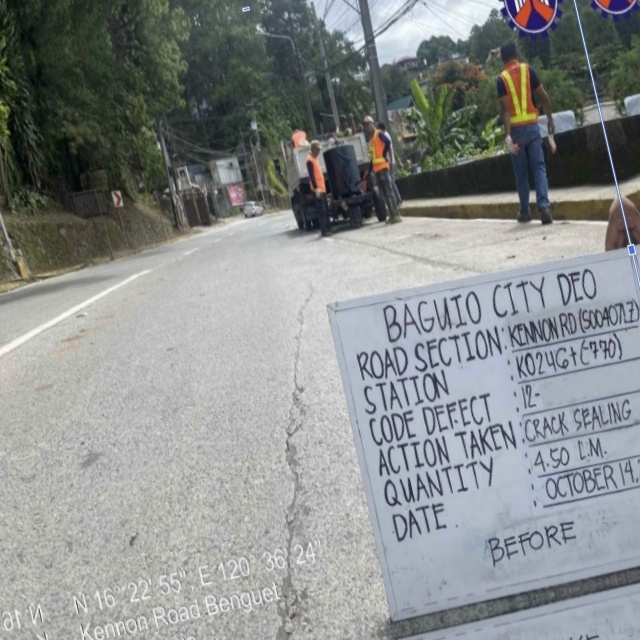 BAGUIO CITY DEO
ROAD SECTION: KENNON RD (S00407LZ)
STATION K0246+(-770)
CODE DEFECT 12-
ACTION TAKEN CRACK SEALING
QUANTITY 4.50 L.M.
DATE. OCTOBER 14,
BEFORE
N 16° 22' 55" E 120° 36' 24"
Kennon Road Benguet